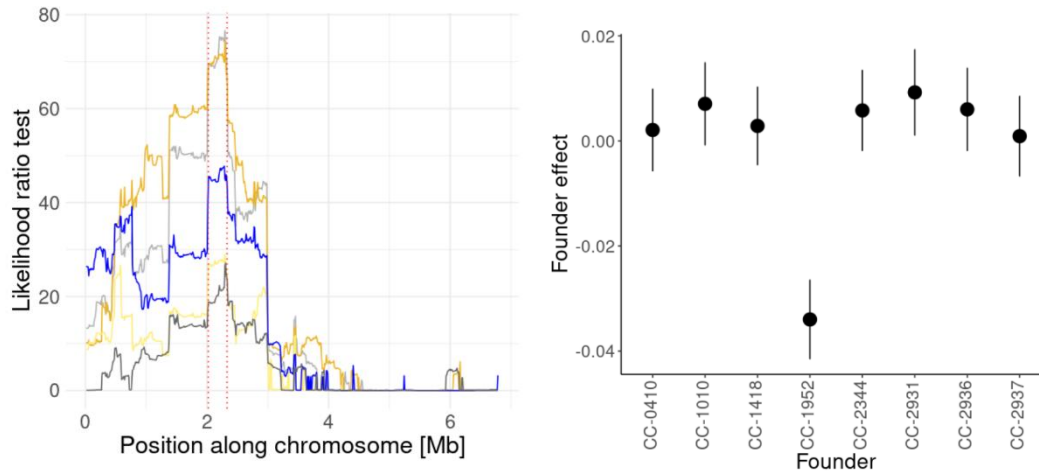 80
60
40
20
0
Likelihood ratio test
0
2
4
6
Position along chromosome [Mb]
0.02
0.00
-0.02
-0.04
Founder effect
CC-0410
CC-1010
CC-1418
CC-1952
CC-2344
CC-2931
CC-2936
CC-2937
Founder